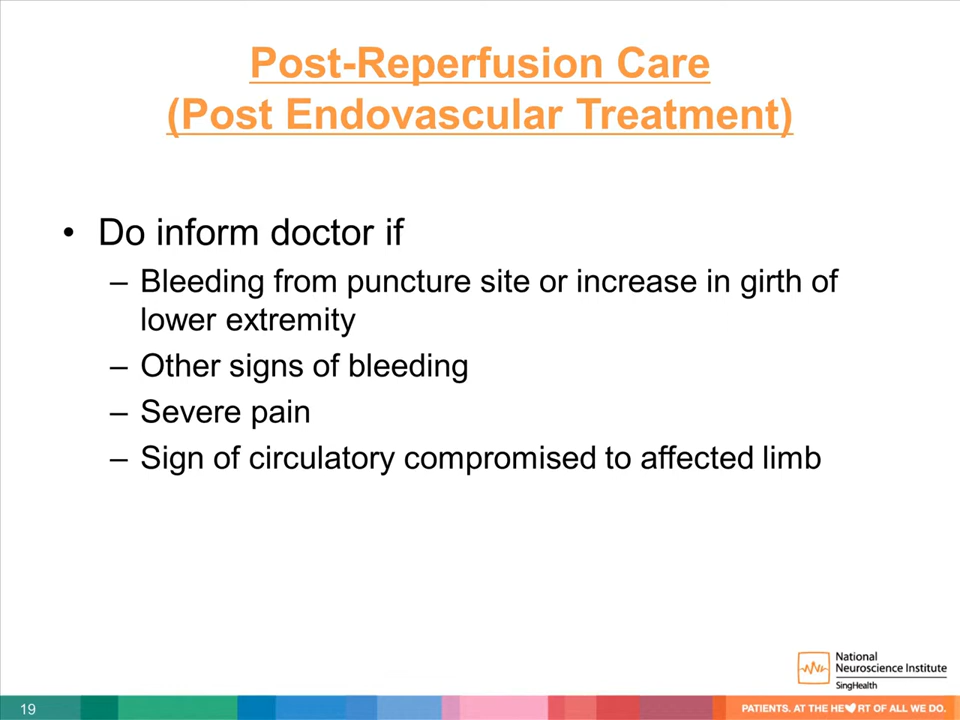 Post-Reperfusion Care
(Post Endovascular Treatment)
• Do inform doctor if
– Bleeding from puncture site or increase in girth of
lower extremity
– Other signs of bleeding
– Severe pain
– Sign of circulatory compromised to affected limb
National
Neuroscience Institute
SingHealth
19
PATIENTS. AT THE HE♥RT OF ALL WE DO.